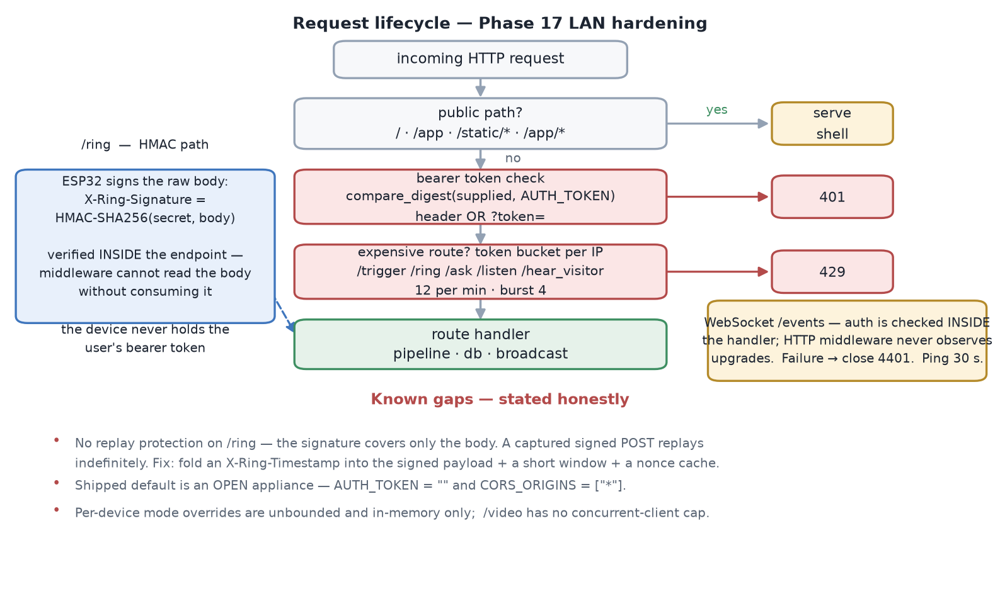 Request lifecycle — Phase 17 LAN hardening
incoming HTTP request
public path?
/ · /app · /static/* · /app/*
yes
serve
shell
no
/ring — HMAC path
ESP32 signs the raw body:
X-Ring-Signature =
HMAC-SHA256(secret, body)
verified INSIDE the endpoint —
middleware cannot read the body
without consuming it
the device never holds the
user's bearer token
bearer token check
compare_digest(supplied, AUTH_TOKEN)
header OR ?token=
401
expensive route? token bucket per IP
/trigger /ring /ask /listen /hear_visitor
12 per min · burst 4
429
route handler
pipeline · db · broadcast
WebSocket /events — auth is checked INSIDE
the handler; HTTP middleware never observes
upgrades. Failure → close 4401. Ping 30 s.
Known gaps — stated honestly
• No replay protection on /ring — the signature covers only the body. A captured signed POST replays
indefinitely. Fix: fold an X-Ring-Timestamp into the signed payload + a short window + a nonce cache.
• Shipped default is an OPEN appliance — AUTH_TOKEN = "" and CORS_ORIGINS = ["*"].
• Per-device mode overrides are unbounded and in-memory only; /video has no concurrent-client cap.